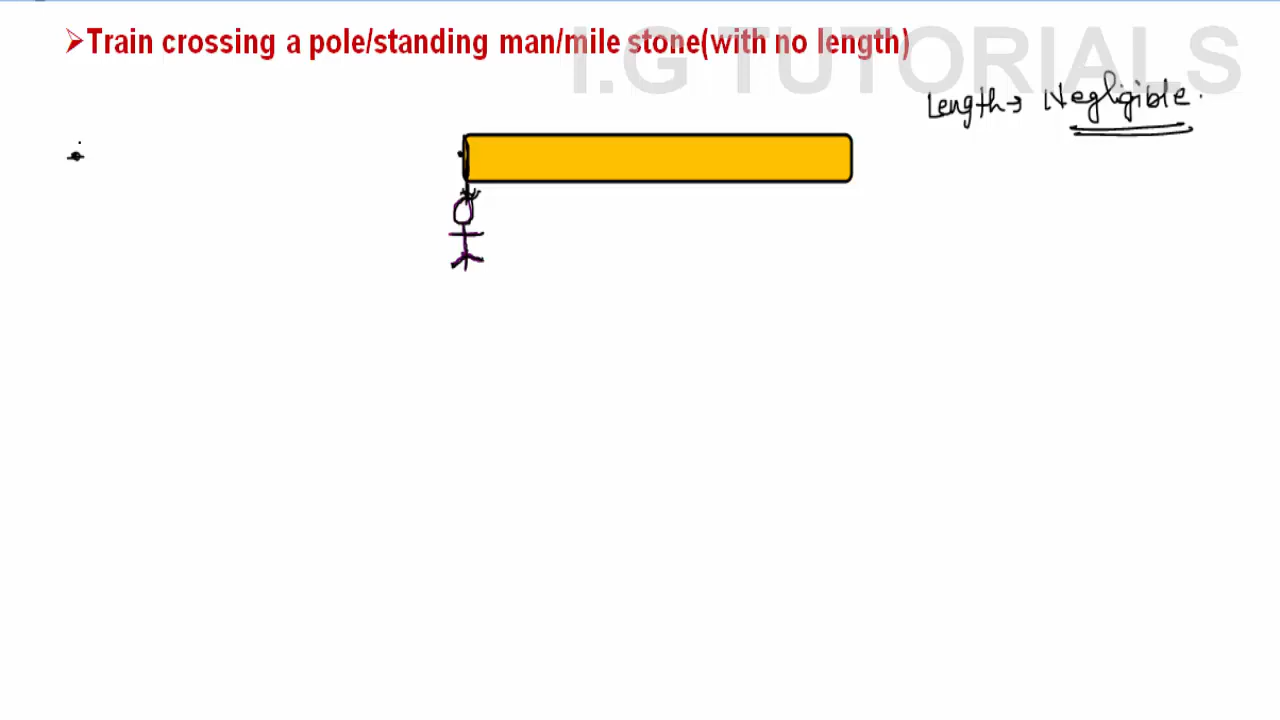 ➢Train crossing a pole/standing man/mile stone(with no length)
I.G TUTORIALS
Length→ Negligible.